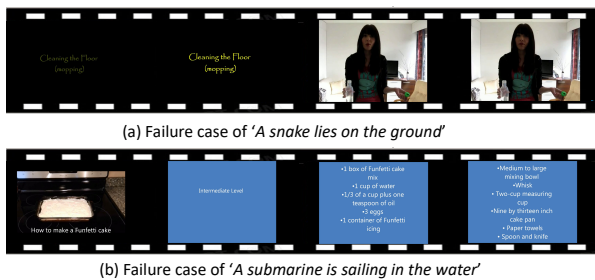 Cleaning the Floor
(mopping)
Cleaning the Floor
(mopping)
(a) Failure case of ‘A snake lies on the ground’
How to make a Funfetti cake
Intermediate Level
•1 box of Funfetti cake
mix
•1 cup of water
•1/3 of a cup plus one
teaspoon of oil
•3 eggs
•1 container of Funfetti
icing
•Medium to large
mixing bowl
•Whisk
• Two-cup measuring
cup
•Nine by thirteen inch
cake pan
• Paper towels
• Spoon and knife
(b) Failure case of ‘A submarine is sailing in the water’